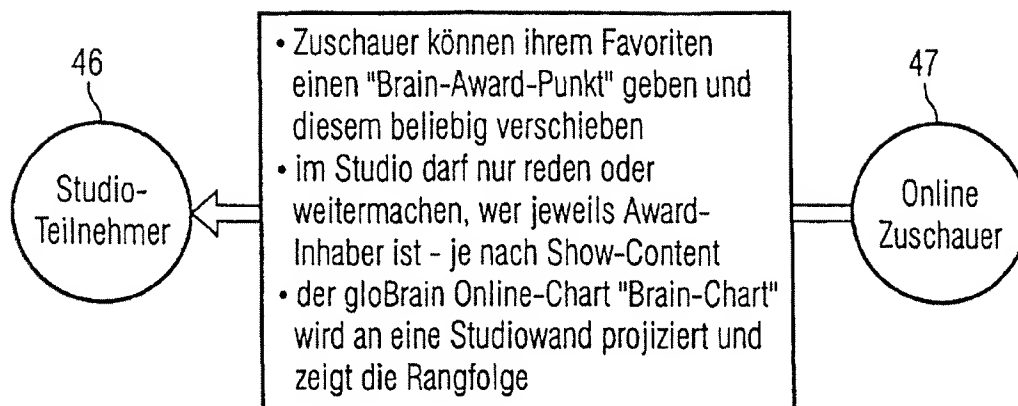 46
Studio-
Teilnehmer
• Zuschauer können ihrem Favoriten
einen "Brain-Award-Punkt" geben und
diesem beliebig verschieben
• im Studio darf nur reden oder
weitermachen, wer jeweils Award-
Inhaber ist - je nach Show-Content
• der gloBrain Online-Chart "Brain-Chart"
wird an eine Studiowand projiziert und
zeigt die Rangfolge
47
Online
Zuschauer